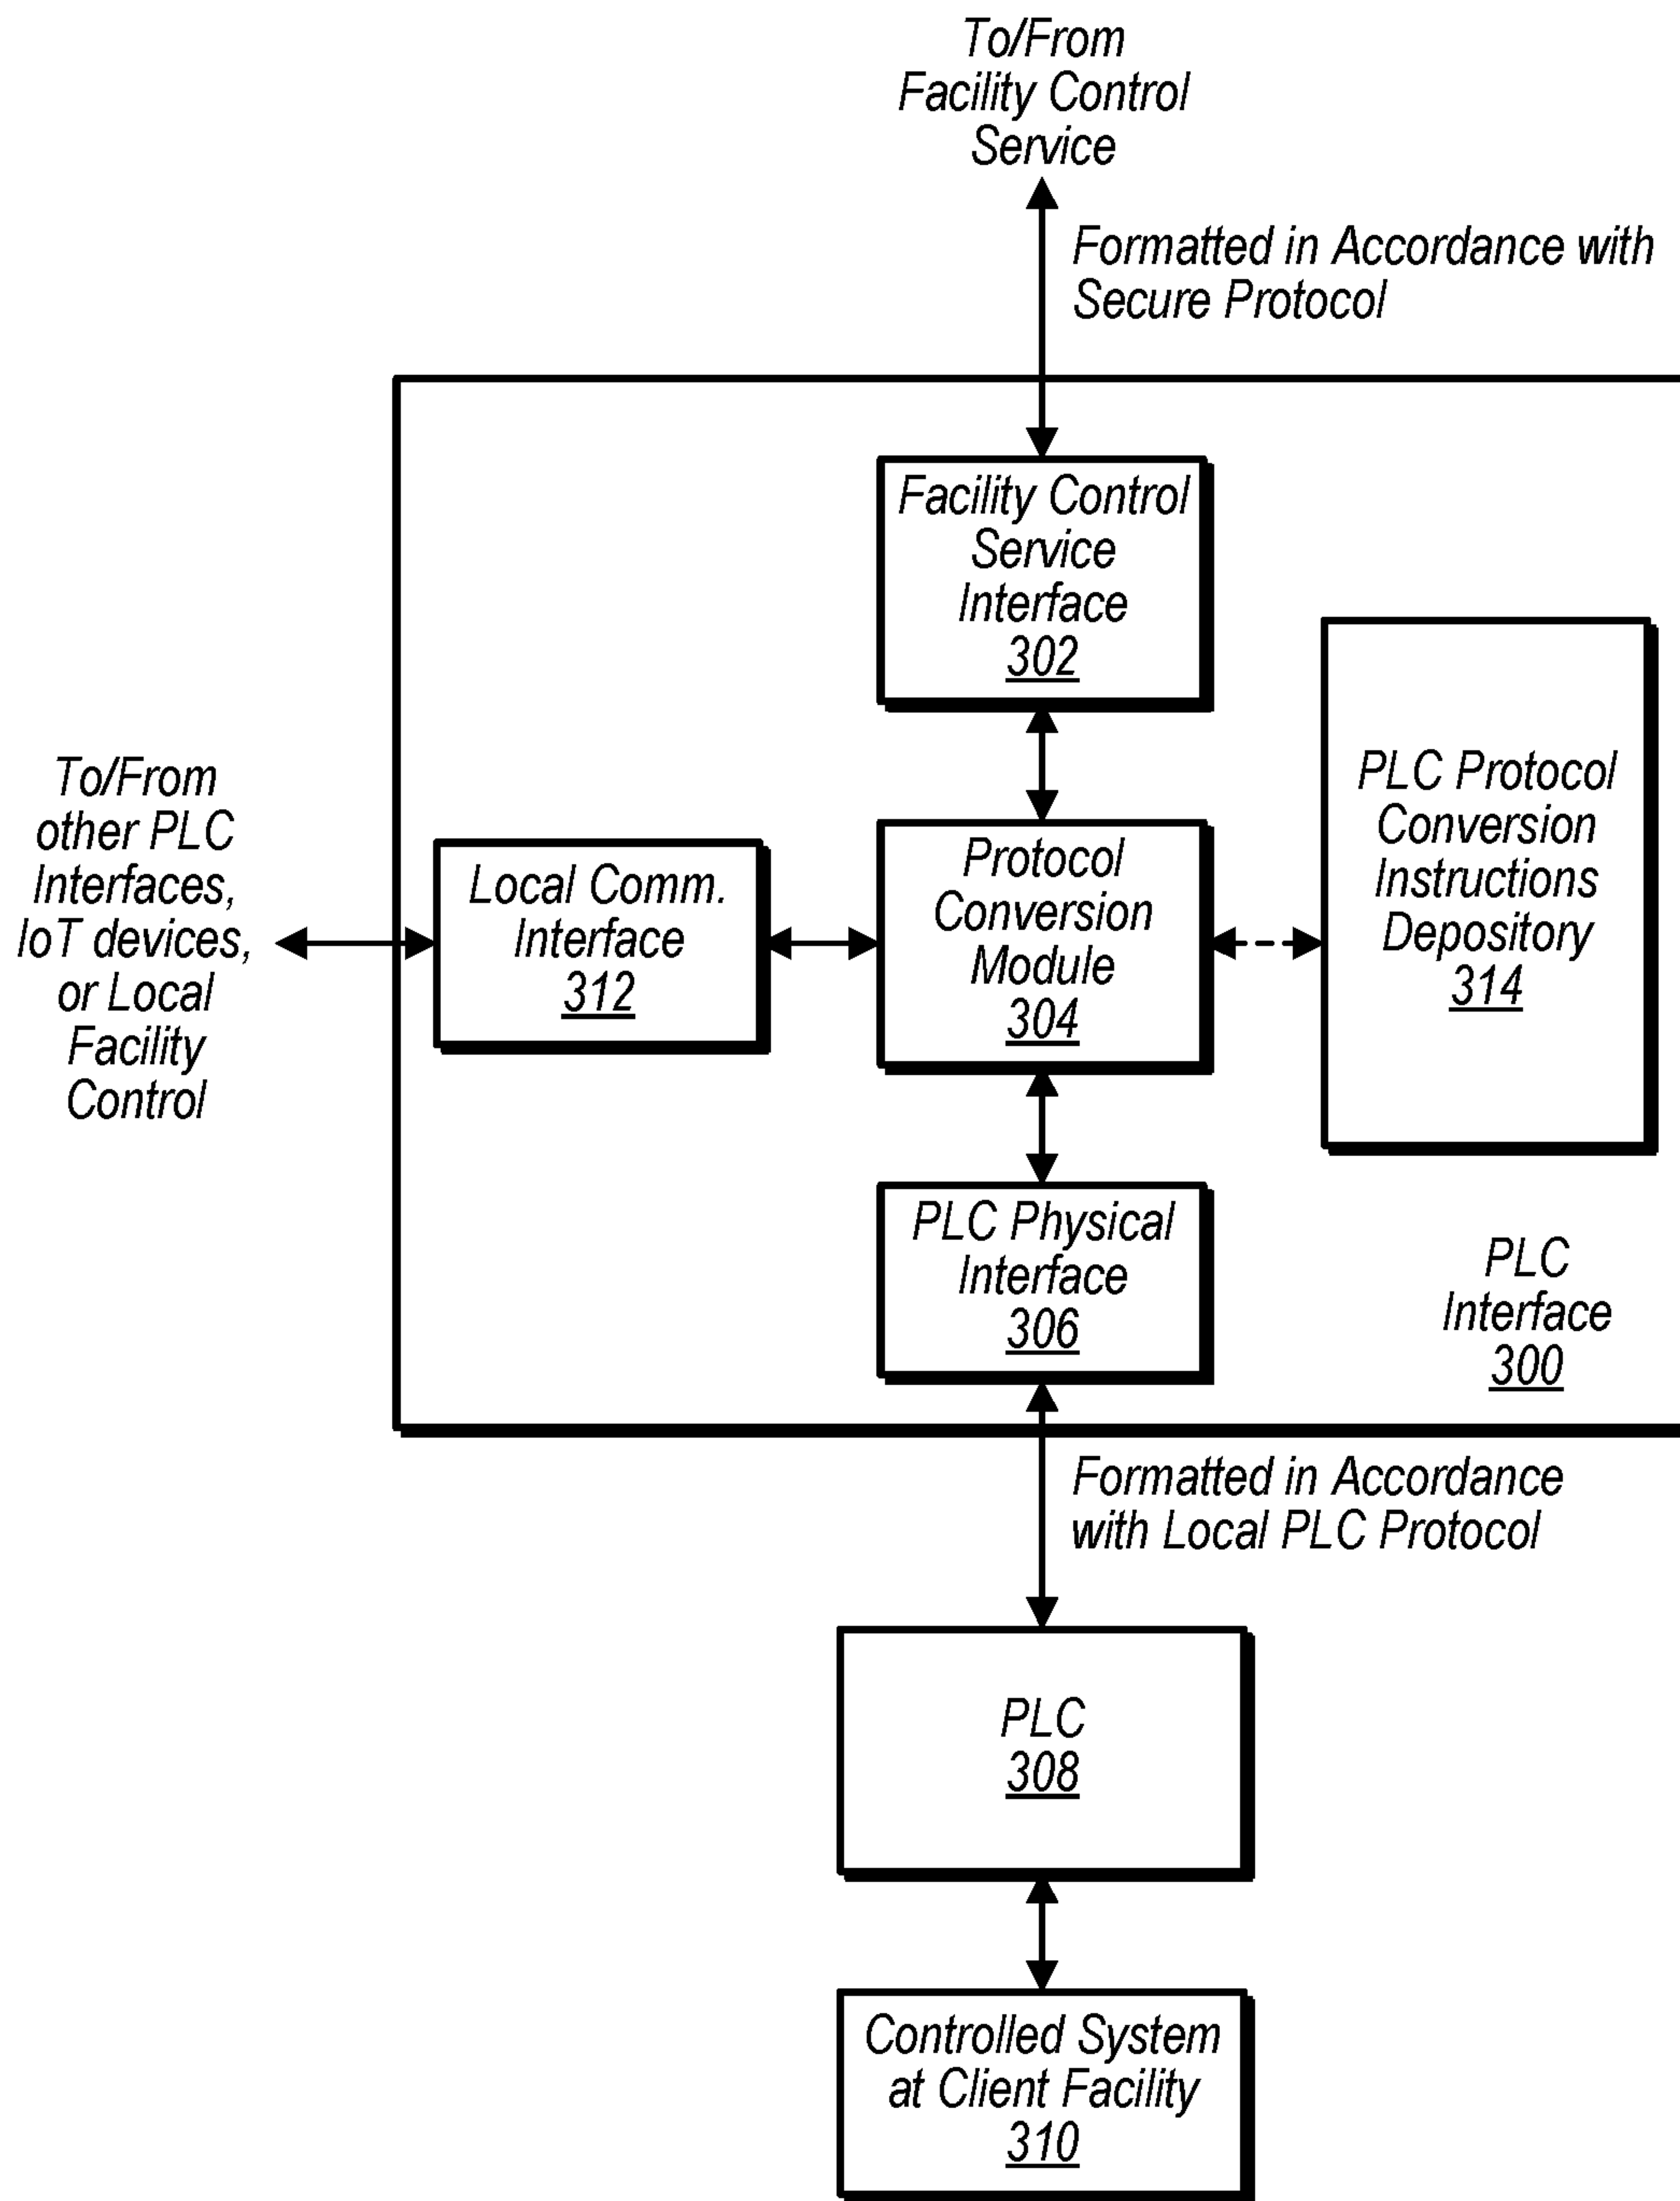 To/From
Facility Control
Service
Formatted in Accordance with
Secure Protocol
Facility Control
Service
Interface
302
To/From
other PLC
Interfaces,
IoT devices,
or Local
Facility
Control
Local Comm.
Interface
312
Protocol
Conversion
Module
304
PLC Protocol
Conversion
Instructions
Depository
314
PLC Physical
Interface
306
PLC
Interface
300
Formatted in Accordance
with Local PLC Protocol
PLC
308
Controlled System
at Client Facility
310